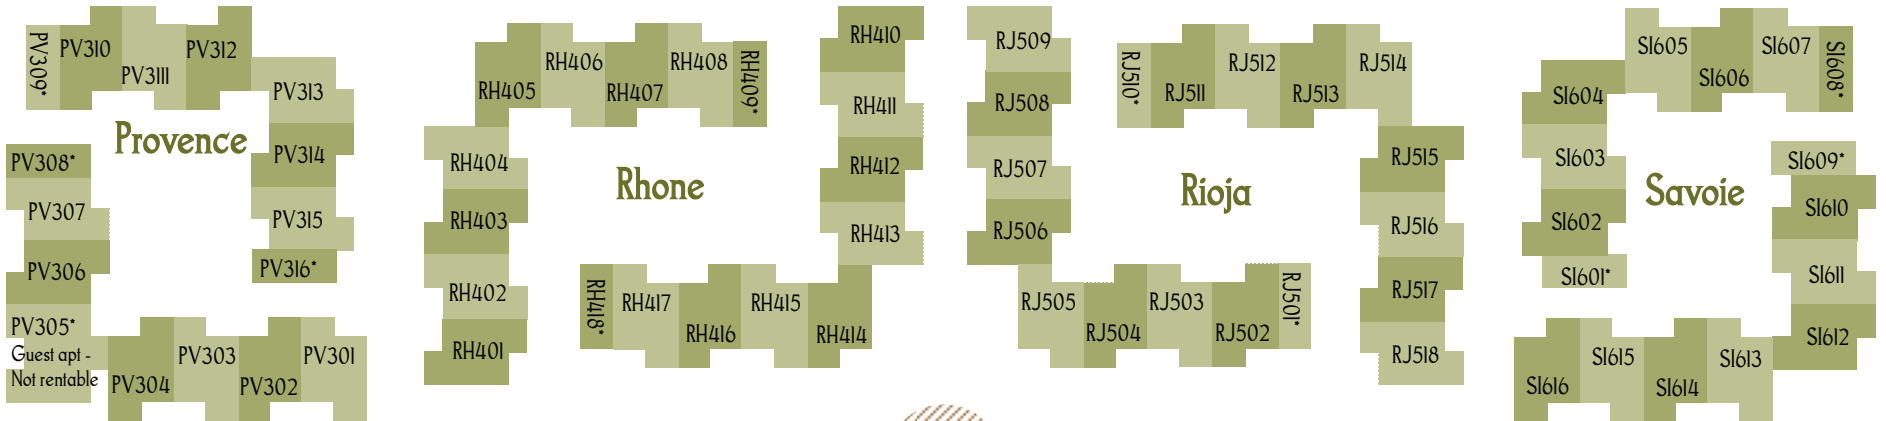 PV309*
PV310
PV311
PV312
PV313
PV314
PV315
PV316*
Provence
PV308*
PV307
PV306
PV305*
Guest apt -
Not rentable
PV304
PV303
PV302
PV301
RH405
RH406
RH407
RH408
RH409*
RH404
RH403
RH402
RH401
Rhone
RH410
RH411
RH412
RH413
RH418*
RH417
RH416
RH415
RH414
RJ509
RJ508
RJ507
RJ506
RJ510*
RJ511
RJ512
RJ513
RJ514
Rioja
RJ515
RJ516
RJ517
RJ518
RJ505
RJ504
RJ503
RJ502
RJ501*
SI605
SI606
SI607
SI608*
SI604
SI603
SI602
SI601*
Savoie
SI609*
SI610
SI611
SI612
SI616
SI615
SI614
SI613